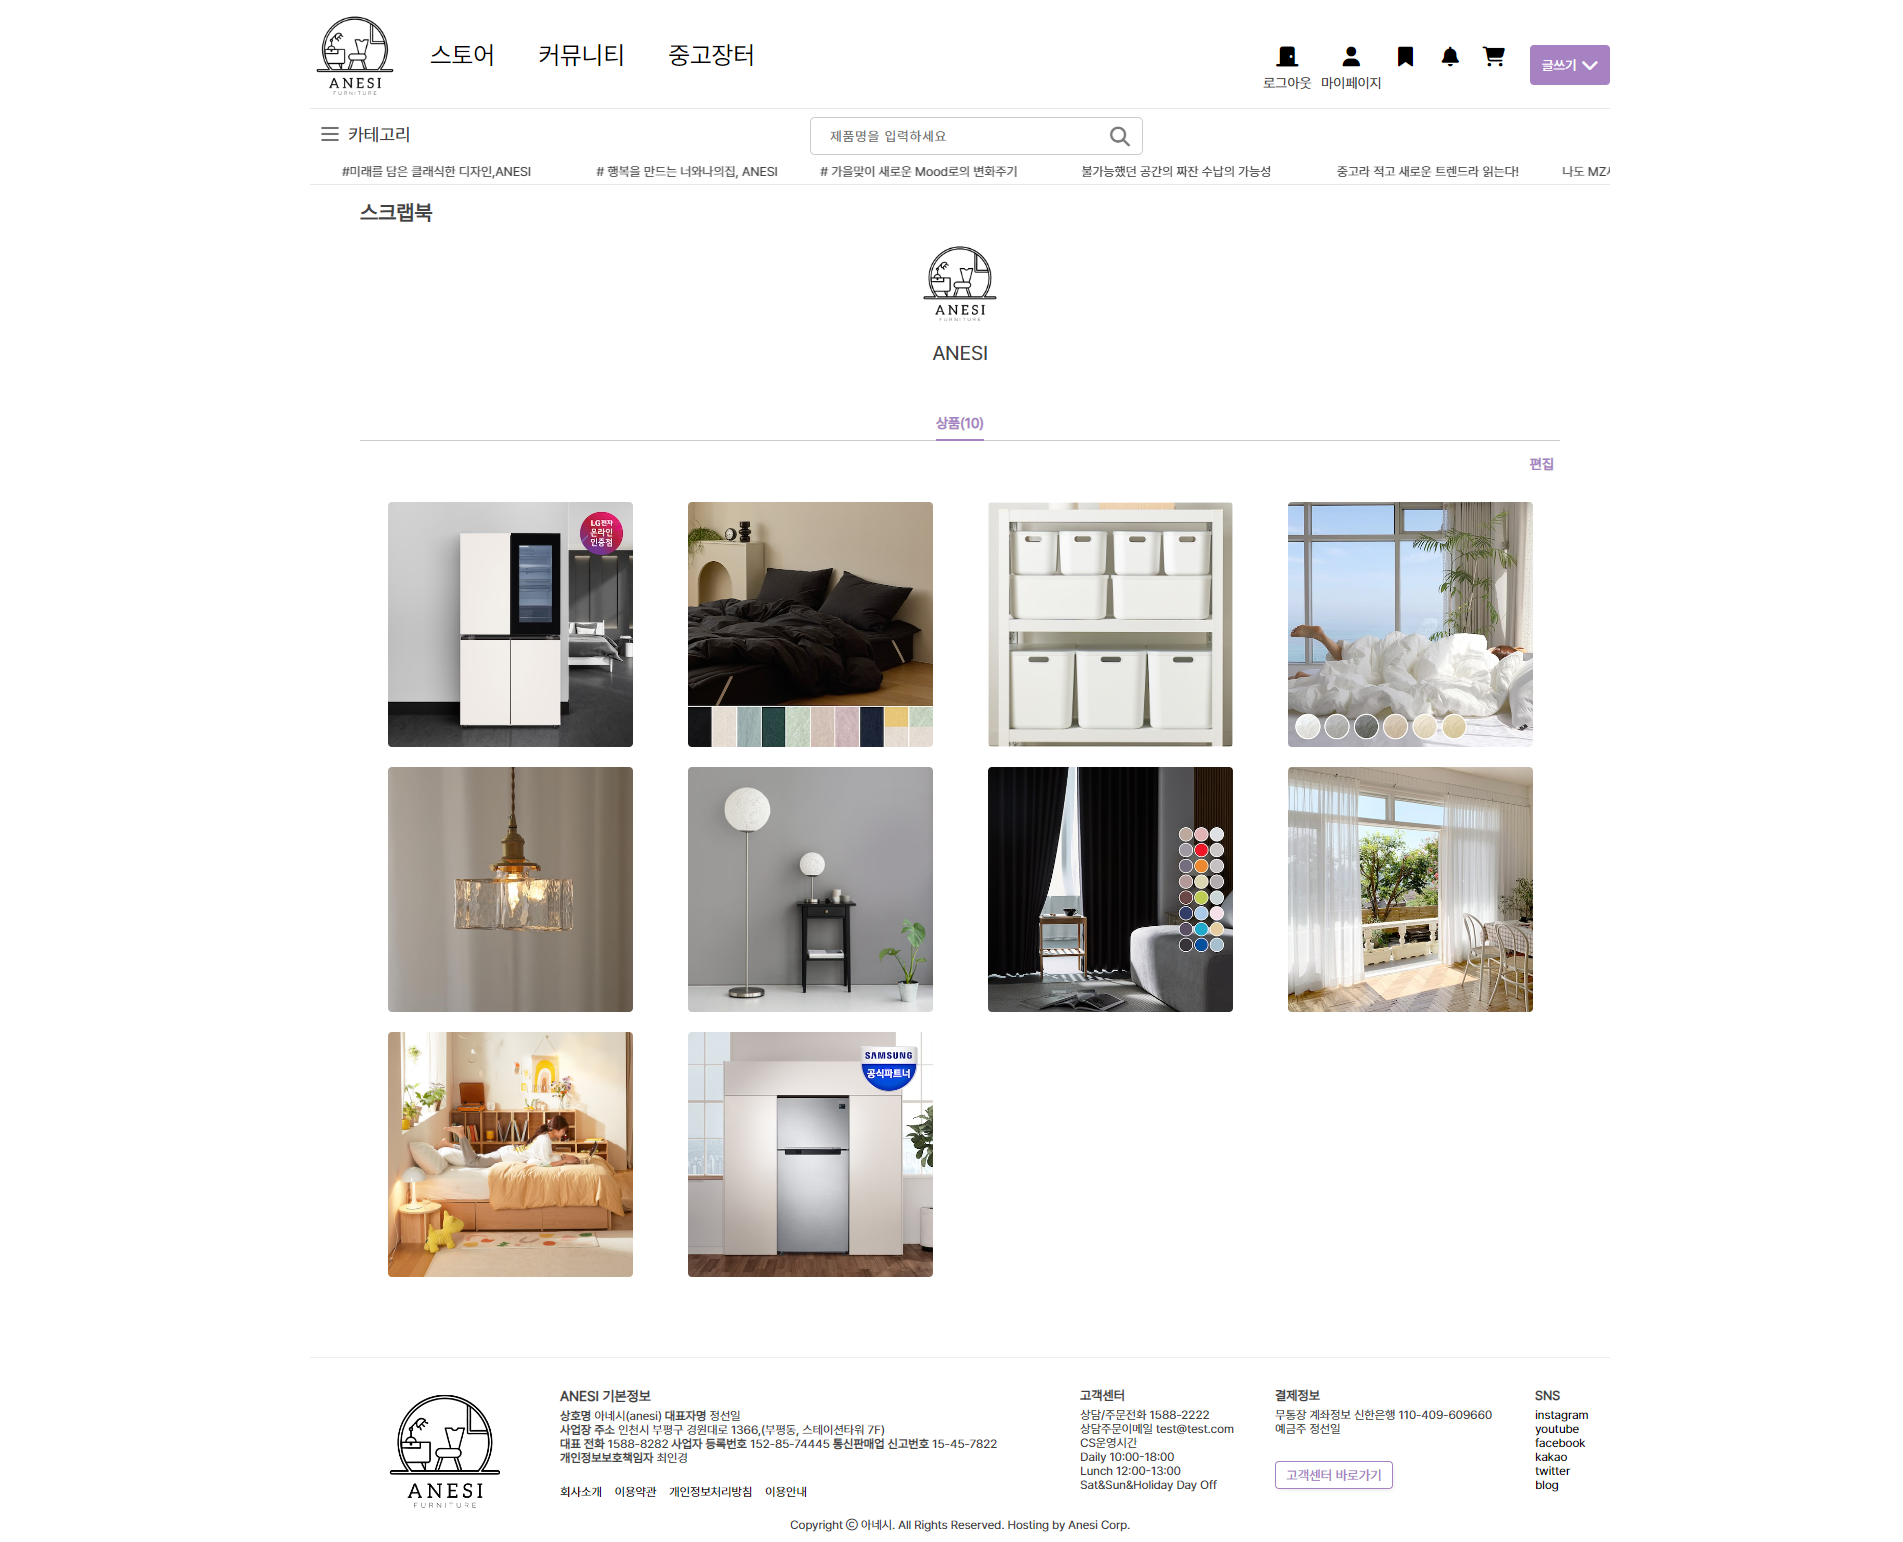 ANESI
FURNITURE
스토어 커뮤니티 중고장터
로그아웃 마이페이지
글쓰기
카테고리
제품명을 입력하세요
#미래를 담은 클래식한 디자인,ANESI # 행복을 만드는 너와나의집, ANESI # 가을맞이 새로운 Mood로의 변화주기 불가능했던 공간의 짜잔 수납의 가능성 중고라 적고 새로운 트렌드라 읽는다! 나도 MZ
스크랩북
ANESI
FURNITURE
ANESI
상품(10)
편집
LG전자
온라인
인증점
SAMSUNG
공식파트너
ANESI
FURNITURE
ANESI 기본정보
상호명 아네시(anesi) 대표자명 정선일
사업장 주소 인천시 부평구 경원대로 1366,(부평동, 스테이션타워 7F)
대표 전화 1588-8282 사업자 등록번호 152-85-74445 통신판매업 신고번호 15-45-7822
개인정보보호책임자 최인경
회사소개 이용약관 개인정보처리방침 이용안내
고객센터
상담/주문전화 1588-2222
상담주문이메일 test@test.com
CS운영시간
Daily 10:00-18:00
Lunch 12:00-13:00
Sat&Sun&Holiday Day Off
결제정보
무통장 계좌정보 신한은행 110-409-609660
예금주 정선일
고객센터 바로가기
SNS
instagram
youtube
facebook
kakao
twitter
blog
Copyright ⓒ 아네시. All Rights Reserved. Hosting by Anesi Corp.